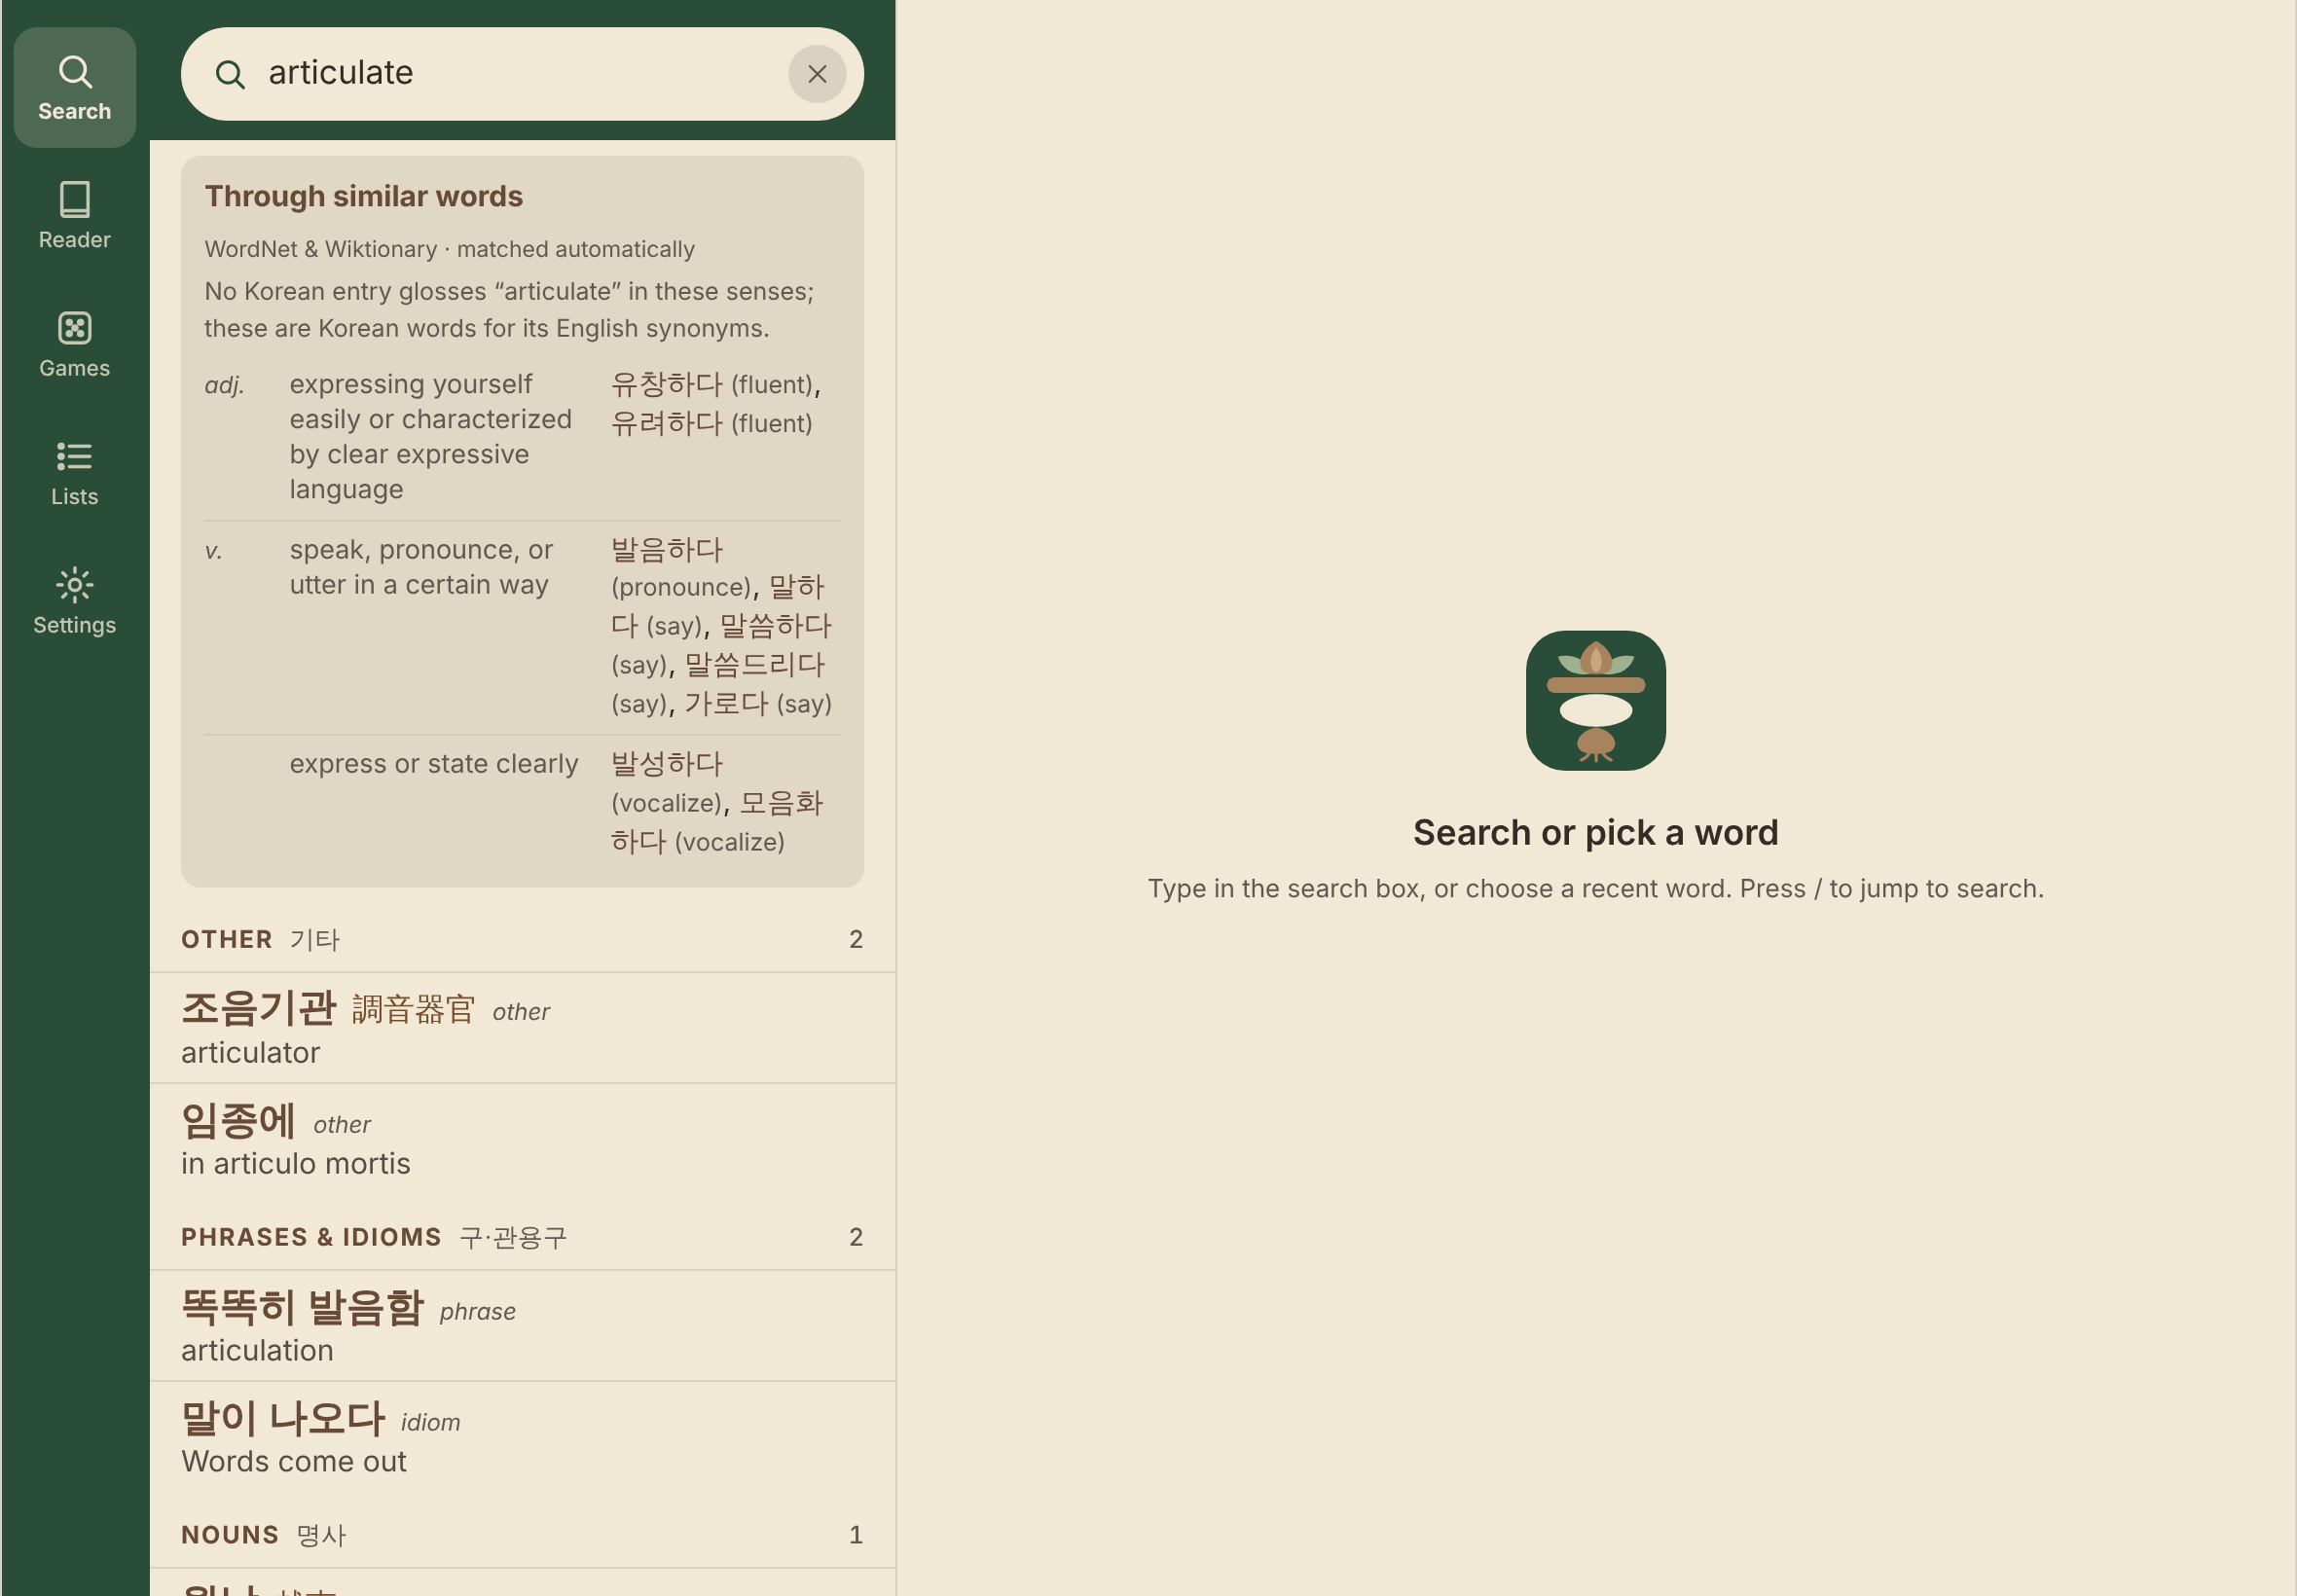 Search
Reader
Games
Lists
Settings
articulate
Through similar words
WordNet & Wiktionary · matched automatically
No Korean entry glosses “articulate” in these senses;
these are Korean words for its English synonyms.
adj.
expressing yourself
easily or characterized
by clear expressive
language
유창하다 (fluent),
유려하다 (fluent)
v.
speak, pronounce, or
utter in a certain way
발음하다
(pronounce), 말하
다 (say), 말씀하다
(say), 말씀드리다
(say), 가로다 (say)
express or state clearly
발성하다
(vocalize), 모음화
하다 (vocalize)
OTHER 기타 2
조음기관 調音器官 other
articulator
임종에 other
in articulo mortis
PHRASES & IDIOMS 구·관용구 2
똑똑히 발음함 phrase
articulation
말이 나오다 idiom
Words come out
NOUNS 명사 1
Search or pick a word
Type in the search box, or choose a recent word. Press / to jump to search.